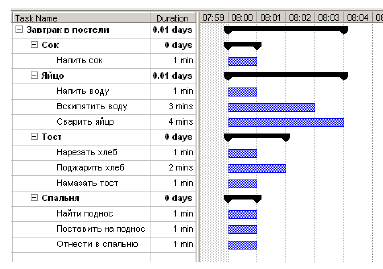 Task Name Duration 07:59 08:00 08:01 08:02 08:03 08:04
Завтрак в постели 0.01 days
Сок 0 days
Налить сок 1 min
Яйцо 0.01 days
Налить воду 1 min
Вскипятить воду 3 mins
Сварить яйцо 4 mins
Тост 0 days
Нарезать хлеб 1 min
Поджарить хлеб 2 mins
Намазать тост 1 min
Спальня 0 days
Найти поднос 1 min
Поставить на поднос 1 min
Отнести в спальню 1 min